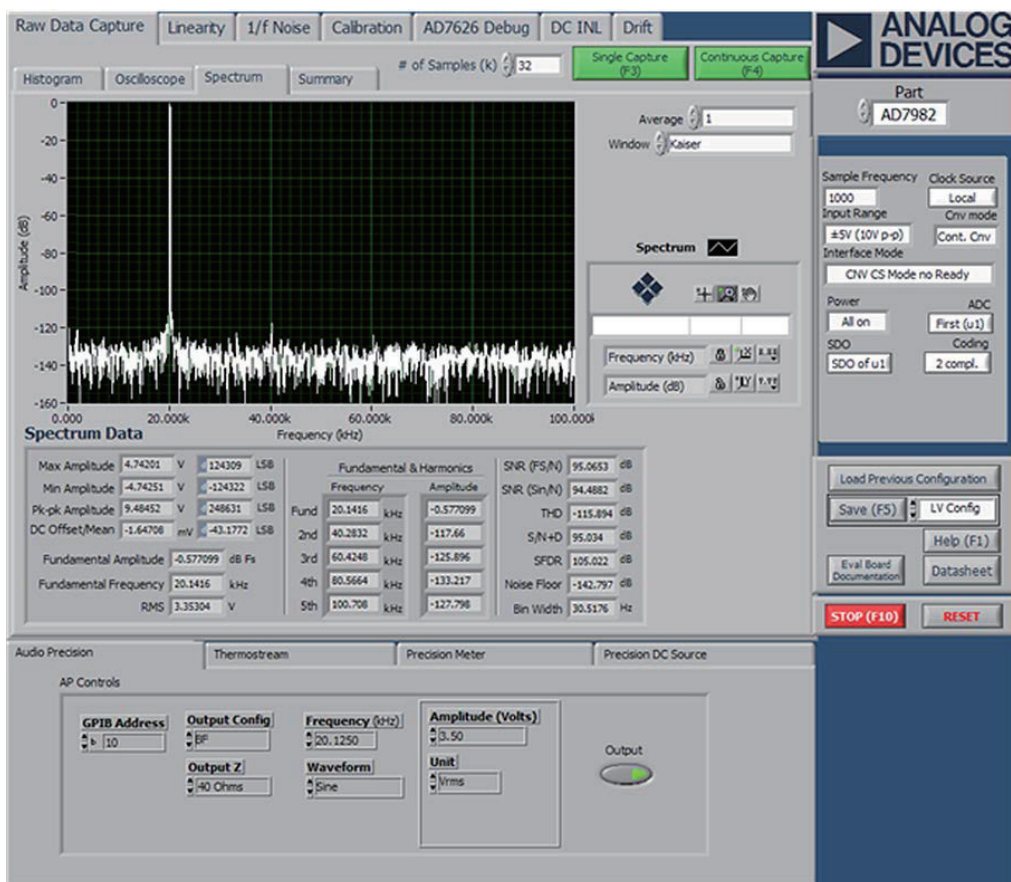 Raw Data Capture Linearity 1/f Noise Calibration AD7626 Debug DC INL Drift
ANALOG
DEVICES
# of Samples (k) 32
Single Capture
(F3)
Continuous Capture
(F4)
Histogram Oscilloscope Spectrum Summary
Part
AD7982
Average 1
Window Kaiser
0
-20
-40
-60
-80
-100
-120
-140
-160
Amplitude (dB)
0.000 20.000k 40.000k 60.000k 80.000k 100.000k
Frequency (kHz)
Spectrum
Frequency (kHz)
Amplitude (dB)
Sample Frequency Clock Source
1000 Local
Input Range Cnv mode
±5V (10V p-p) Cont. Cnv
Interface Mode
CNV CS Mode no Ready
Power ADC
All on First (u1)
SDO Coding
SDO of u1 2 compl.
Spectrum Data
Max Amplitude 4.74201 V 124309 LSB
Min Amplitude -4.74251 V -124322 LSB
Pk-pk Amplitude 9.48452 V 248631 LSB
DC Offset/Mean -1.64708 mV -43.1772 LSB
Fundamental Amplitude -0.577099 dB Fs
Fundamental Frequency 20.1416 kHz
RMS 3.35304 V
Fundamental & Harmonics
Frequency Amplitude
Fund 20.1416 kHz -0.577099
2nd 40.2832 kHz -117.66
3rd 60.4248 kHz -125.896
4th 80.5664 kHz -133.217
5th 100.708 kHz -127.798
SNR (FS/N) 95.0653 dB
SNR (Sin/N) 94.4882 dB
THD -115.894 dB
S/N+D 95.034 dB
SFDR 105.022 dB
Noise Floor -142.797 dB
Bin Width 30.5176 Hz
Load Previous Configuration
Save (F5) LV Config
Help (F1)
Eval Board
Documentation
Datasheet
STOP (F10) RESET
Audio Precision Thermostream Precision Meter Precision DC Source
AP Controls
GPIB Address Output Config Frequency (kHz) Amplitude (Volts)
10 BF 20.1250 3.50
Output Z Waveform Unit Output
40 Ohms Sine Vrms